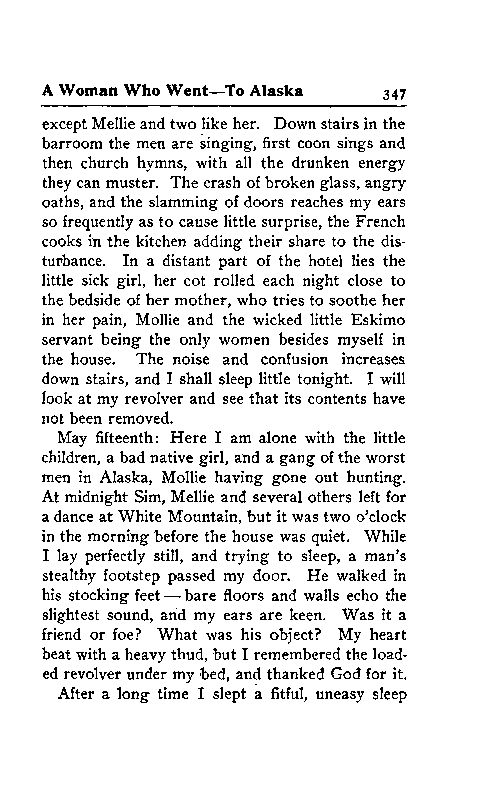 A Woman Who Went—To Alaska 347
except Mellie and two like her. Down stairs in the
barroom the men are singing, first coon sings and
then church hymns, with all the drunken energy
they can muster. The crash of broken glass, angry
oaths, and the slamming of doors reaches my ears
so frequently as to cause little surprise, the French
cooks in the kitchen adding their share to the dis-
turbance. In a distant part of the hotel lies the
little sick girl, her cot rolled each night close to
the bedside of her mother, who tries to soothe her
in her pain, Mollie and the wicked little Eskimo
servant being the only women besides myself in
the house. The noise and confusion increases
down stairs, and I shall sleep little tonight. I will
look at my revolver and see that its contents have
not been removed.
May fifteenth: Here I am alone with the little
children, a bad native girl, and a gang of the worst
men in Alaska, Mollie having gone out hunting.
At midnight Sim, Mellie and several others left for
a dance at White Mountain, but it was two o'clock
in the morning before the house was quiet. While
I lay perfectly still, and trying to sleep, a man's
stealthy footstep passed my door. He walked in
his stocking feet—bare floors and walls echo the
slightest sound, and my ears are keen. Was it a
friend or foe? What was his object? My heart
beat with a heavy thud, but I remembered the load-
ed revolver under my bed, and thanked God for it.
After a long time I slept a fitful, uneasy sleep